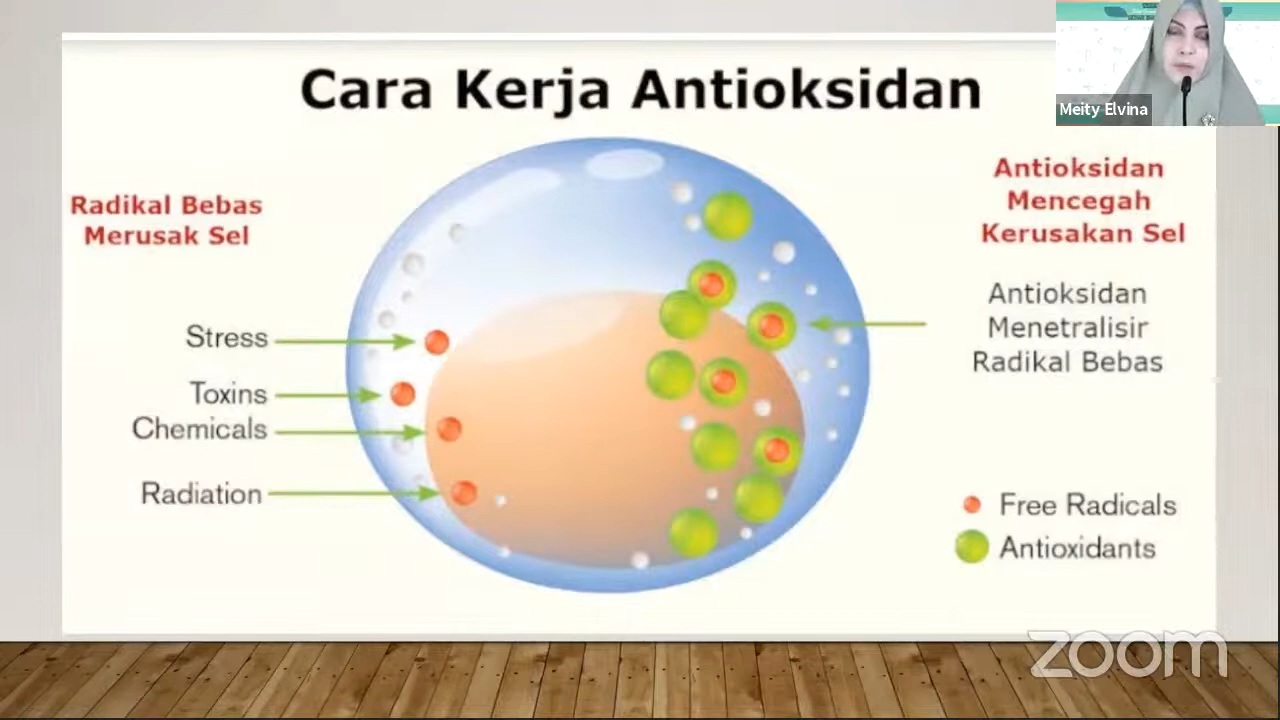 Cara Kerja Antioksidan
Meity Elvina
Radikal Bebas
Merusak Sel
Stress
Toxins
Chemicals
Radiation
Antioksidan
Mencegah
Kerusakan Sel
Antioksidan
Menetralisir
Radikal Bebas
Free Radicals
Antioxidants
zoom